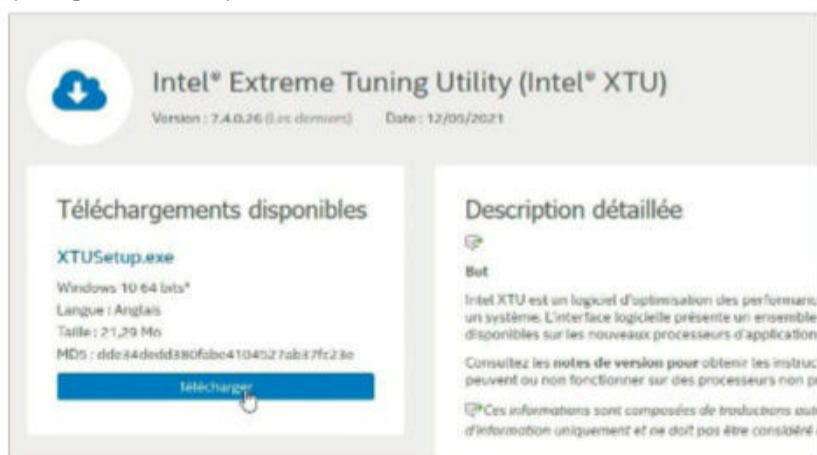 Intel® Extreme Tuning Utility (Intel® XTU)
Version : 7.4.0.26 (Les derniers) Date : 12/05/2021
Téléchargements disponibles
XTUSetup.exe
Windows 10 64 bits*
Langue : Anglais
Taille : 21,29 Mo
MD5 :
Télécharger
Description détaillée
But
Intel XTU est un logiciel d'optimisation des
un système. L'interface logicielle présente un ensemble
disponibles sur les nouveaux processeurs d'application
Consultez les notes de version pour obtenir les
peuvent ou non fonctionner sur des processeurs non
Ces informations sont composées de traductions
d'information uniquement et ne doit pas être considéré